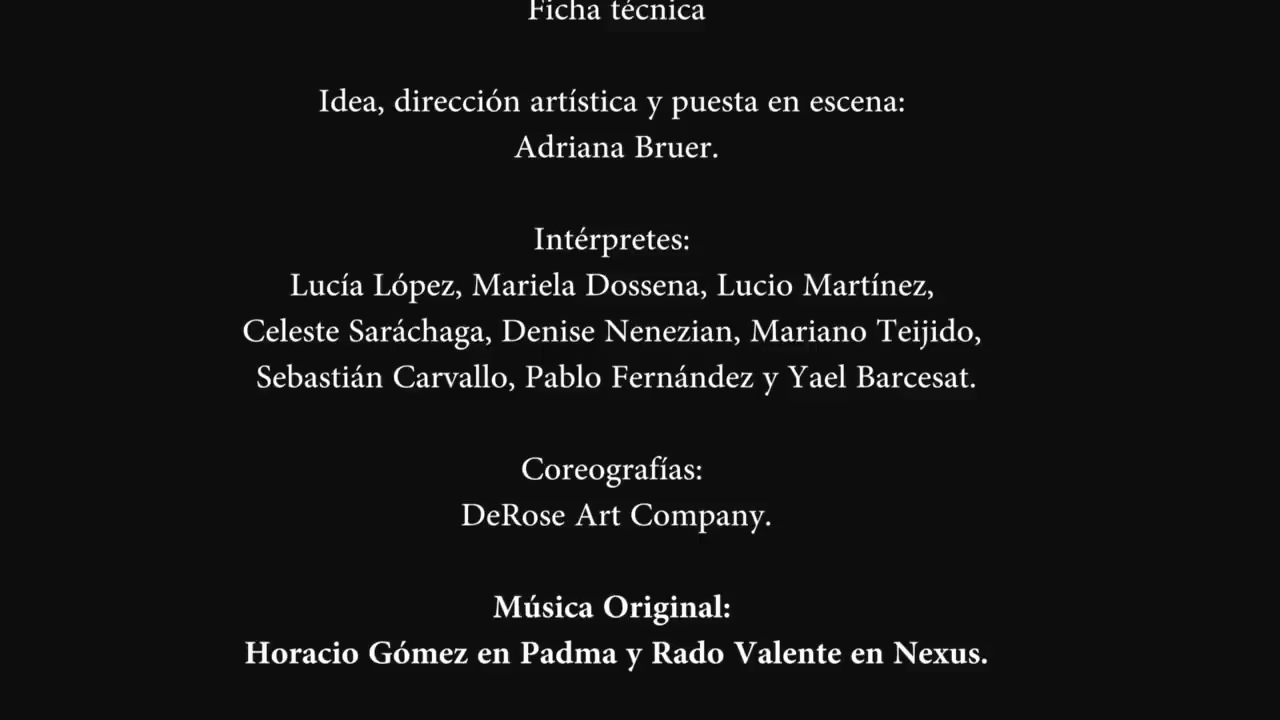 Ficha técnica
Idea, dirección artística y puesta en escena:
Adriana Bruer.
Intérpretes:
Lucía López, Mariela Dossena, Lucio Martínez,
Celeste Saráchaga, Denise Nenezian, Mariano Teijido,
Sebastián Carvallo, Pablo Fernández y Yael Barcesat.
Coreografías:
DeRose Art Company.
Música Original:
Horacio Gómez en Padma y Rado Valente en Nexus.